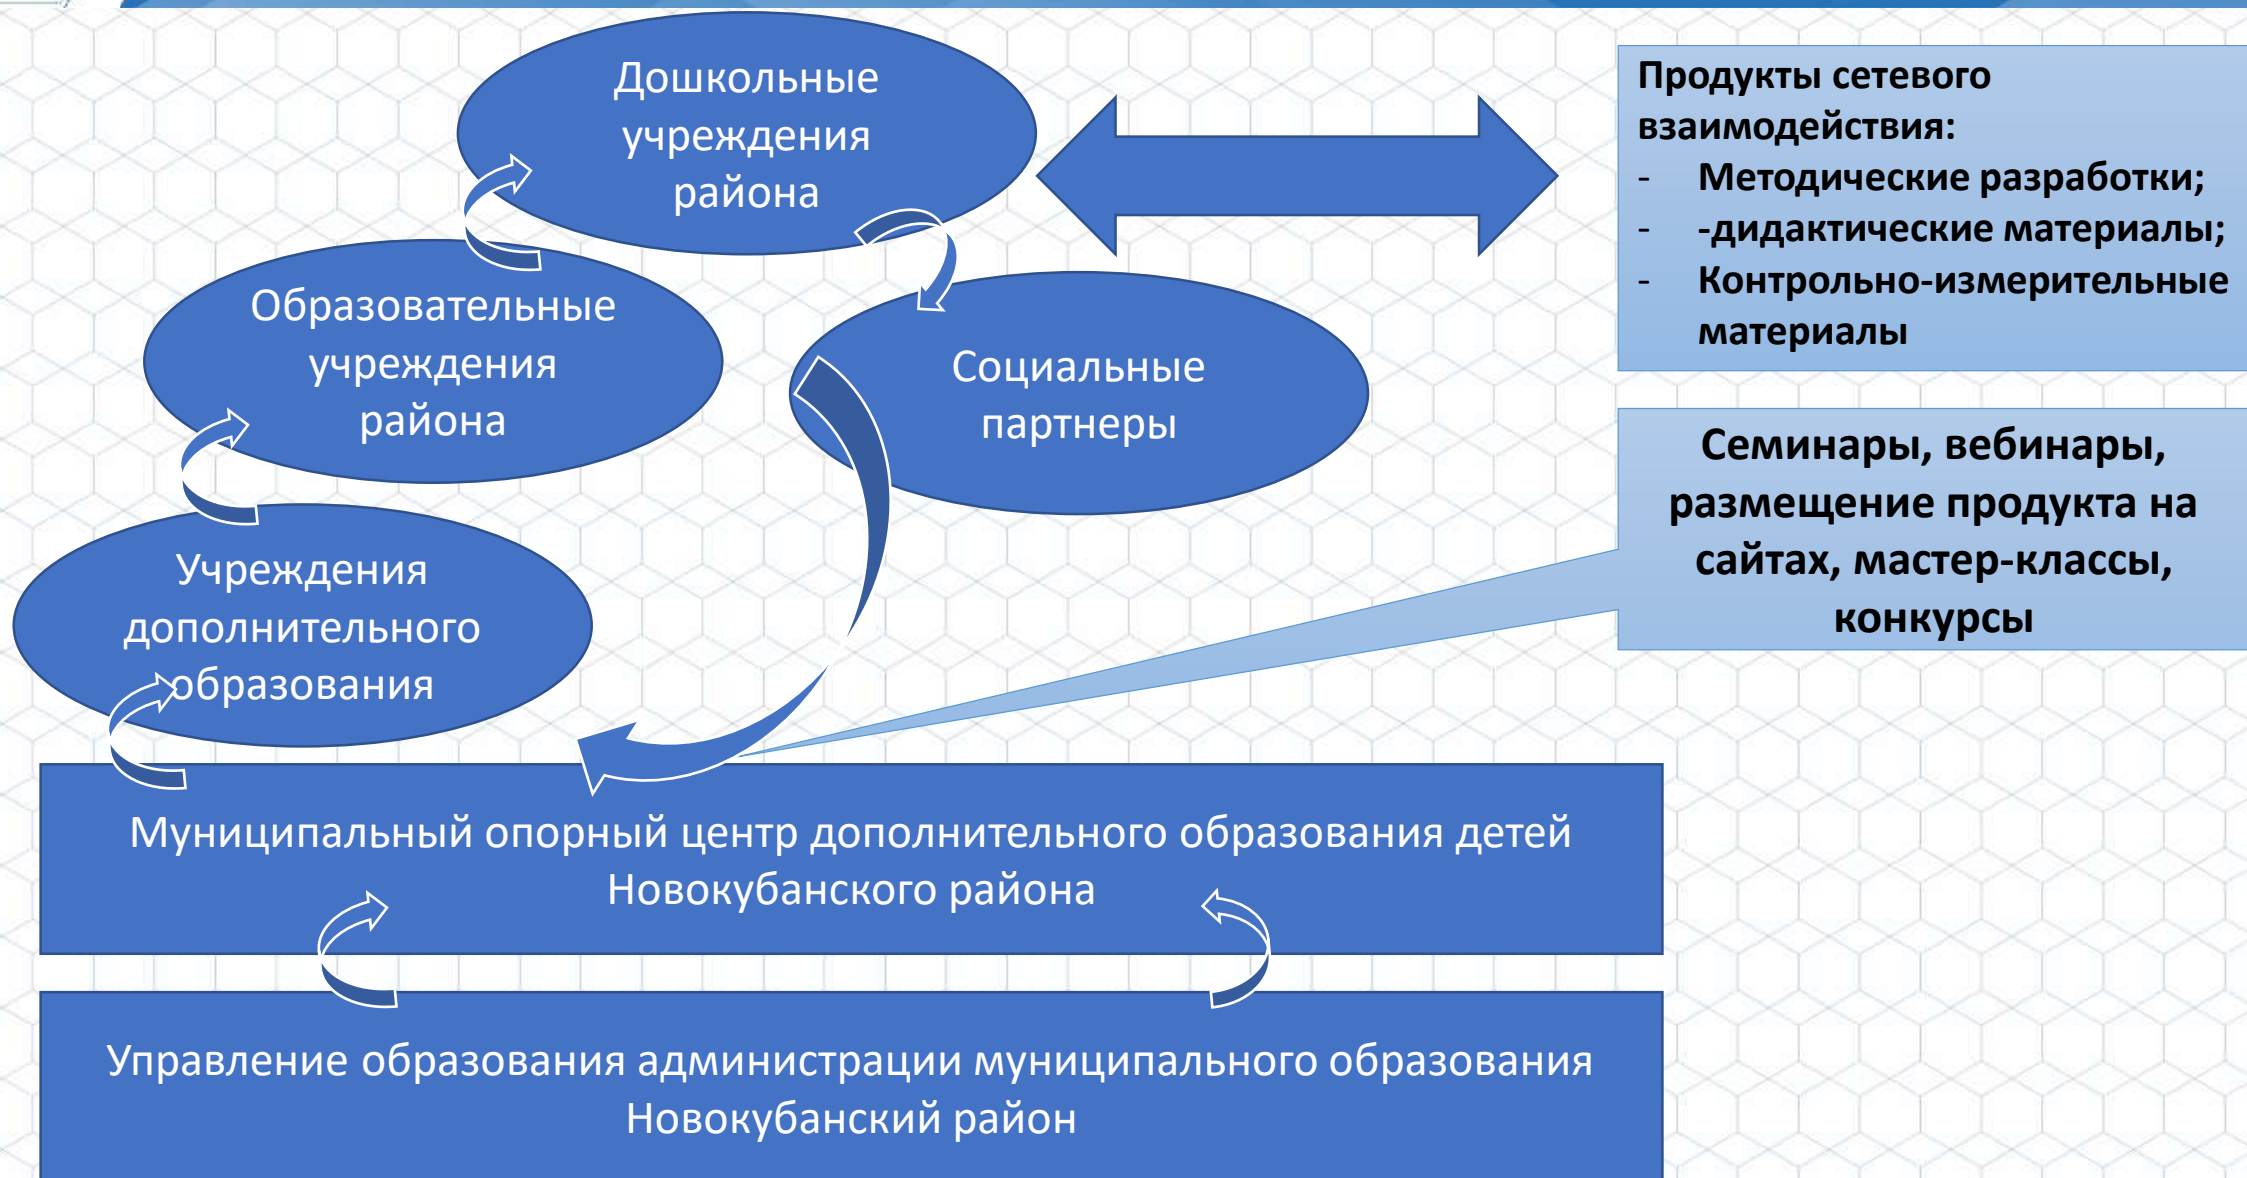 Дошкольные
учреждения
района
Продукты сетевого
взаимодействия:
- Методические разработки;
- -дидактические материалы;
- Контрольно-измерительные
материалы
Образовательные
учреждения
района
Социальные
партнеры
Семинары, вебинары,
размещение продукта на
сайтах, мастер-классы,
конкурсы
Учреждения
дополнительного
образования
Муниципальный опорный центр дополнительного образования детей
Новокубанского района
Управление образования администрации муниципального образования
Новокубанский район